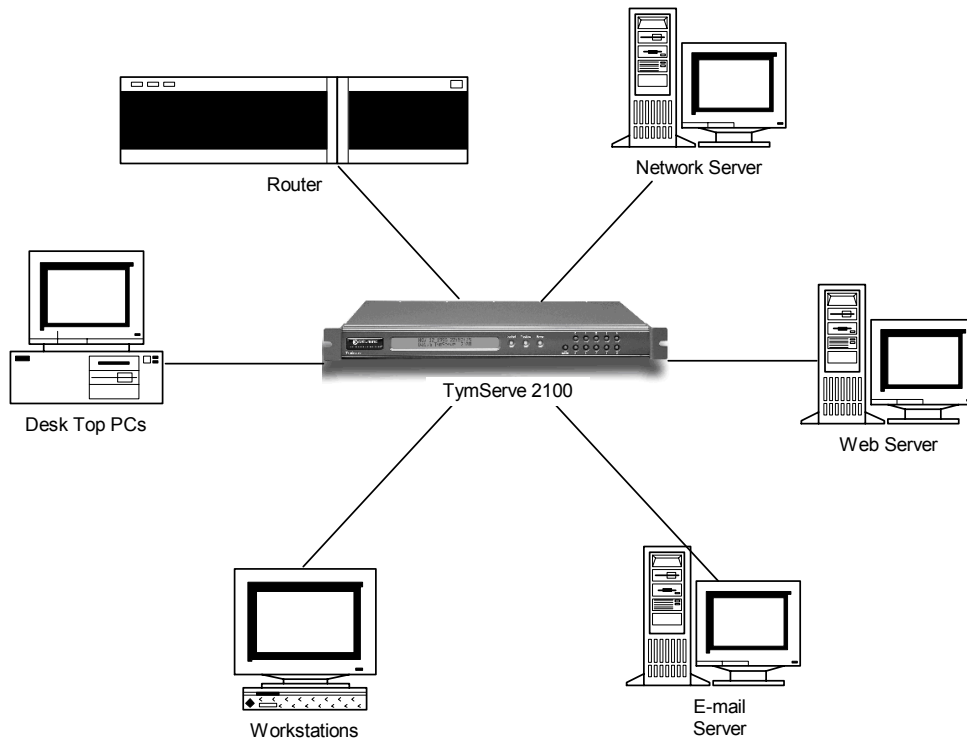 Router
Network Server
TymServe 2100
Desk Top PCs
Web Server
Workstations
E-mail
Server